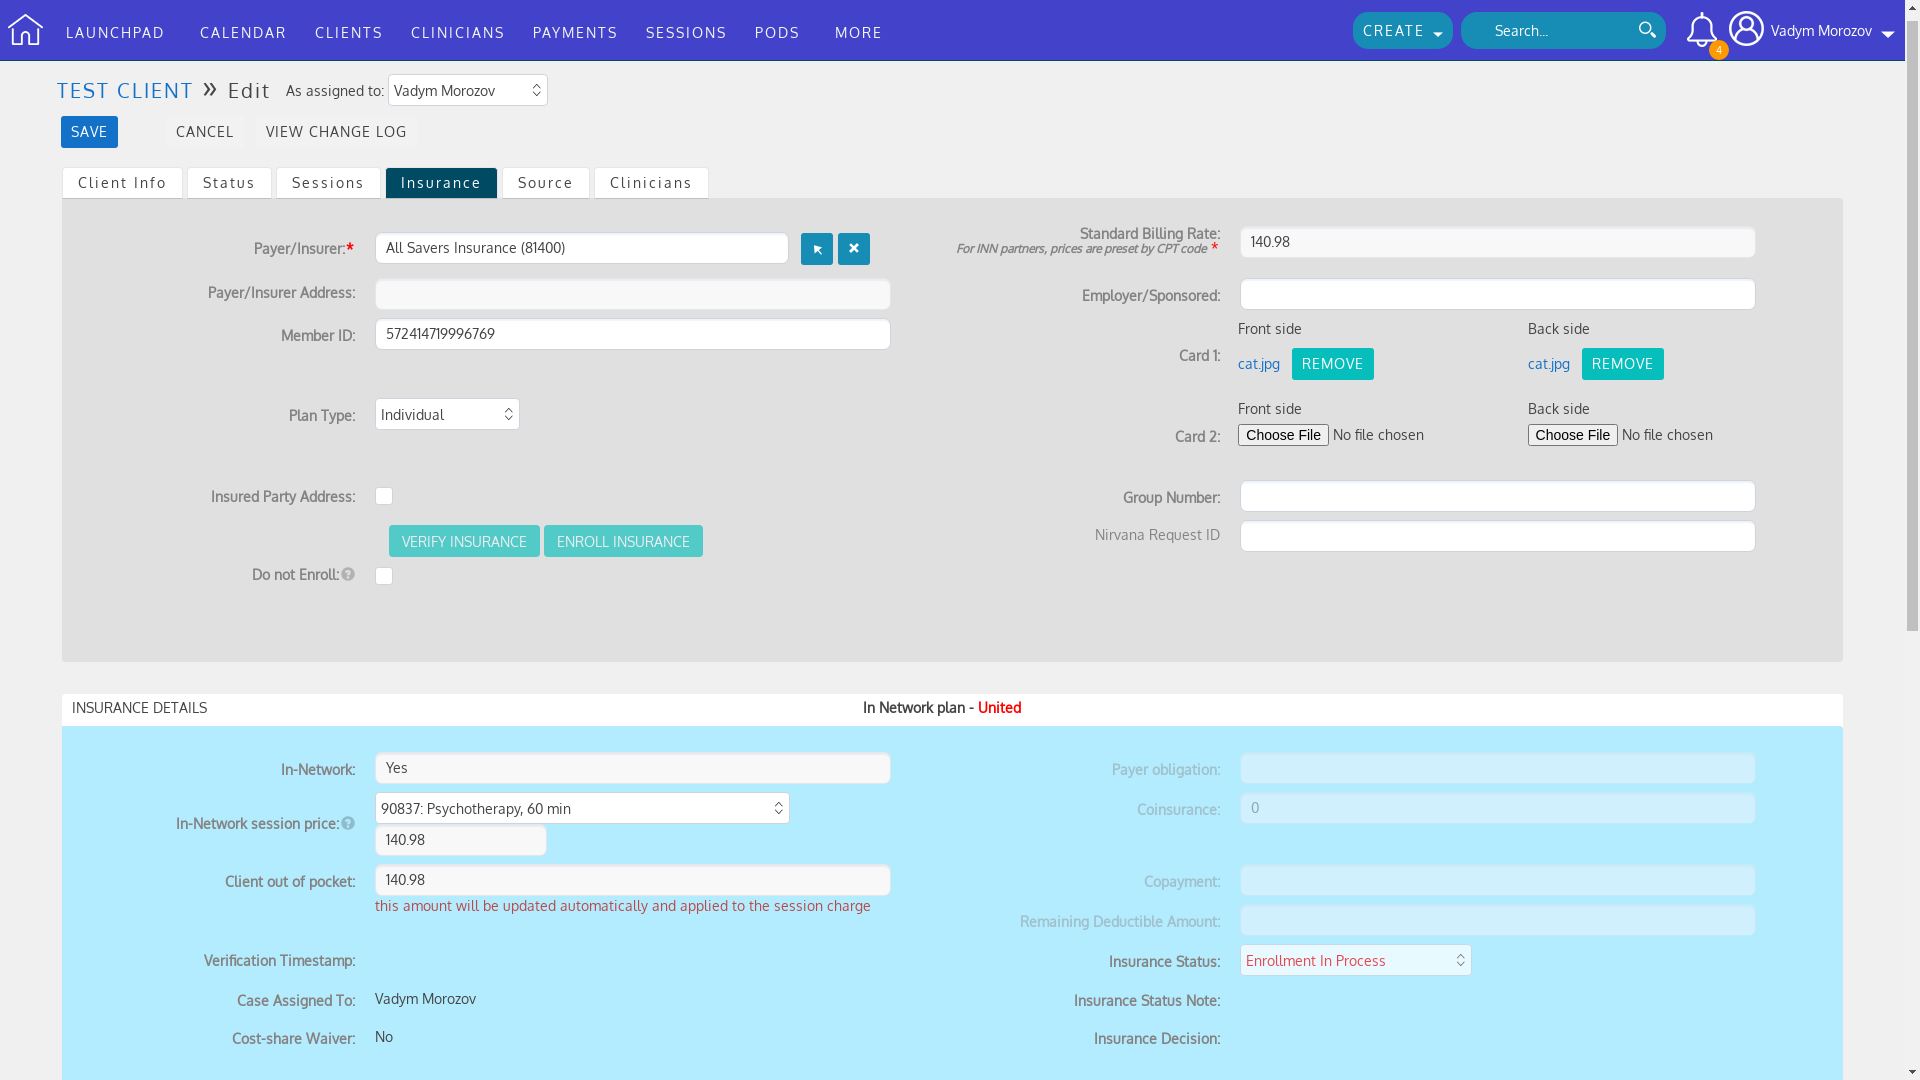 LAUNCHPAD CALENDAR CLIENTS CLINICIANS PAYMENTS SESSIONS PODS MORE CREATE Search... 4 Vadym Morozov
TEST CLIENT » Edit As assigned to: Vadym Morozov
SAVE CANCEL VIEW CHANGE LOG
Client Info Status Sessions Insurance Source Clinicians
Payer/Insurer:* All Savers Insurance (81400)
Standard Billing Rate:
For INN partners, prices are preset by CPT code * 140.98
Payer/Insurer Address:
Employer/Sponsored:
Member ID: 572414719996769
Front side Back side
Card 1: cat.jpg REMOVE cat.jpg REMOVE
Plan Type: Individual
Front side Back side
Card 2: Choose File No file chosen Choose File No file chosen
Insured Party Address:
Group Number:
VERIFY INSURANCE ENROLL INSURANCE
Nirvana Request ID
Do not Enroll: ?
INSURANCE DETAILS In Network plan - United
In-Network: Yes
Payer obligation:
In-Network session price: ? 90837: Psychotherapy, 60 min
140.98
Coinsurance: 0
Client out of pocket: 140.98
this amount will be updated automatically and applied to the session charge
Copayment:
Remaining Deductible Amount:
Verification Timestamp:
Insurance Status: Enrollment In Process
Case Assigned To: Vadym Morozov
Insurance Status Note:
Cost-share Waiver: No
Insurance Decision: